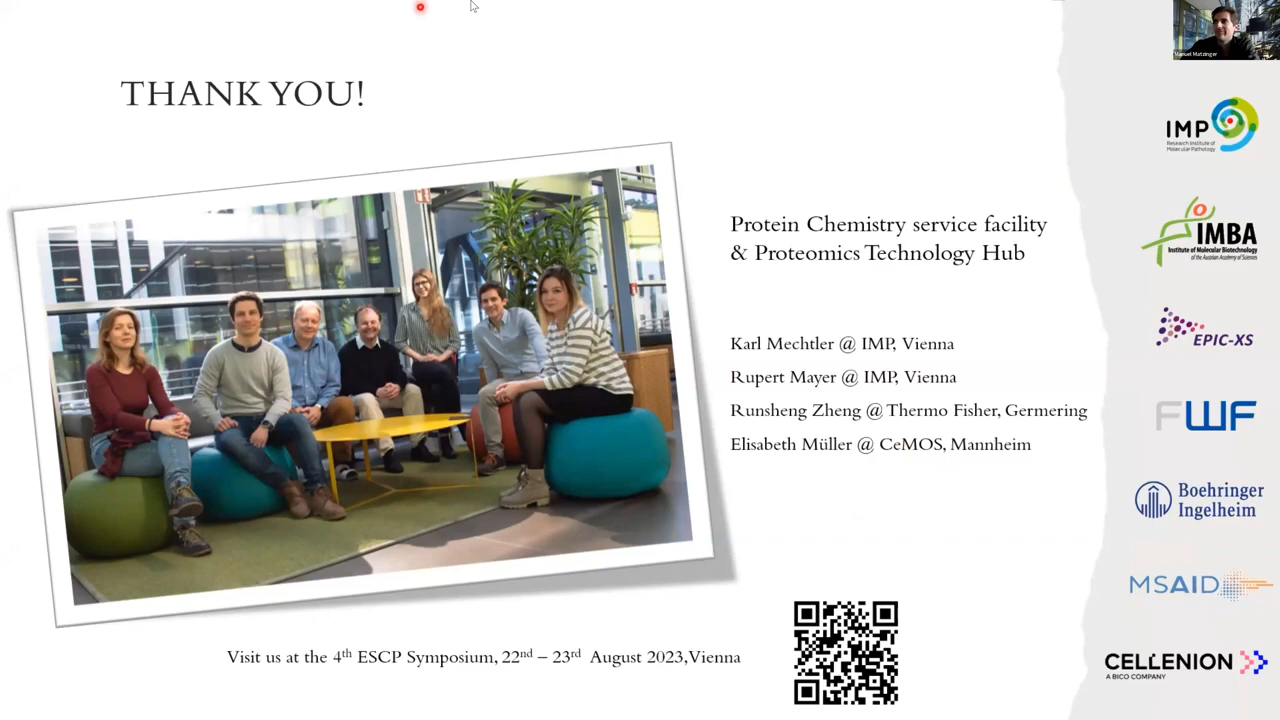 Manuel Matzinger
THANK YOU!
IMP
Research Institute of
Molecular Pathology
IMBA
Institute of Molecular Biotechnology
of the Austrian Academy of Sciences
Protein Chemistry service facility
& Proteomics Technology Hub
EPIC-XS
Karl Mechtler @ IMP, Vienna
Rupert Mayer @ IMP, Vienna
Runsheng Zheng @ Thermo Fisher, Germering
Elisabeth Müller @ CeMOS, Mannheim
FWF
Boehringer
Ingelheim
MSAID
Visit us at the 4th ESCP Symposium, 22nd – 23rd August 2023,Vienna
CELLENION
A BICO COMPANY